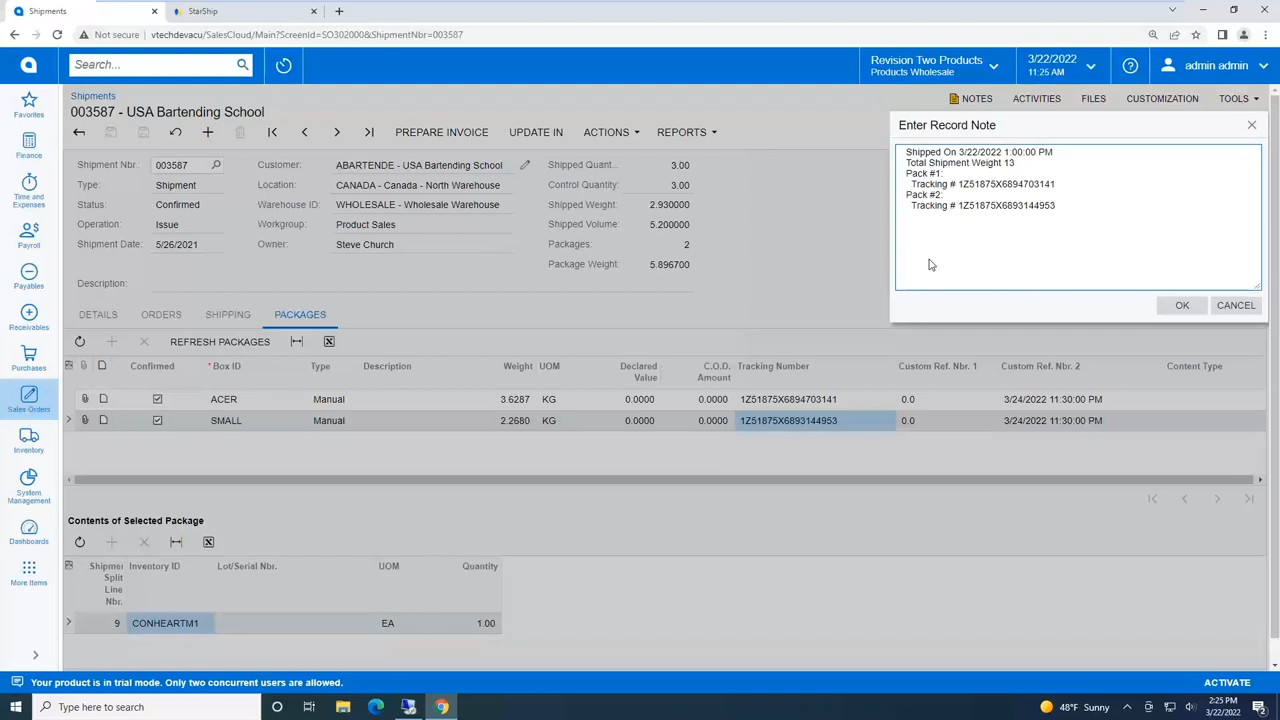 Shipments
StarShip
Not secure
vtechdevacu/SalesCloud/Main?ScreenId=SO302000&ShipmentNbr=003587
Search...
Revision Two Products
Products Wholesale
3/22/2022
11:25 AM
admin admin
Favorites
Finance
Time and
Expenses
Payroll
Payables
Receivables
Purchases
Sales Orders
Inventory
System
Management
Dashboards
More Items
Shipments
003587 - USA Bartending School
NOTES
ACTIVITIES
FILES
CUSTOMIZATION
TOOLS
PREPARE INVOICE
UPDATE IN
ACTIONS
REPORTS
Shipment Nbr.: 003587
Customer: ABARTENDE - USA Bartending School
Shipped Quant... 3.00
Type: Shipment
Location: CANADA - Canada - North Warehouse
Control Quantity: 3.00
Status: Confirmed
Warehouse ID: WHOLESALE - Wholesale Warehouse
Shipped Weight: 2.930000
Operation: Issue
Workgroup: Product Sales
Shipped Volume: 5.200000
Shipment Date: 5/26/2021
Owner: Steve Church
Packages: 2
Package Weight: 5.896700
Description:
Enter Record Note
Shipped On 3/22/2022 1:00:00 PM
Total Shipment Weight 13
Pack #1:
Tracking # 1Z51875X6894703141
Pack #2:
Tracking # 1Z51875X6893144953
OK
CANCEL
DETAILS
ORDERS
SHIPPING
PACKAGES
REFRESH PACKAGES
Confirmed
* Box ID
Type
Description
Weight
UOM
Declared
Value
C.O.D.
Amount
Tracking Number
Custom Ref. Nbr. 1
Custom Ref. Nbr. 2
Content Type
ACER Manual 3.6287 KG 0.0000 0.0000 1Z51875X6894703141 0.0 3/24/2022 11:30:00 PM
SMALL Manual 2.2680 KG 0.0000 0.0000 1Z51875X6893144953 0.0 3/24/2022 11:30:00 PM
Contents of Selected Package
Shipmer
Split
Line
Nbr.
Inventory ID
Lot/Serial Nbr.
UOM
Quantity
9 CONHEARTM1 EA 1.00
Your product is in trial mode. Only two concurrent users are allowed.
ACTIVATE
Type here to search
48°F Sunny
2:25 PM
3/22/2022
2